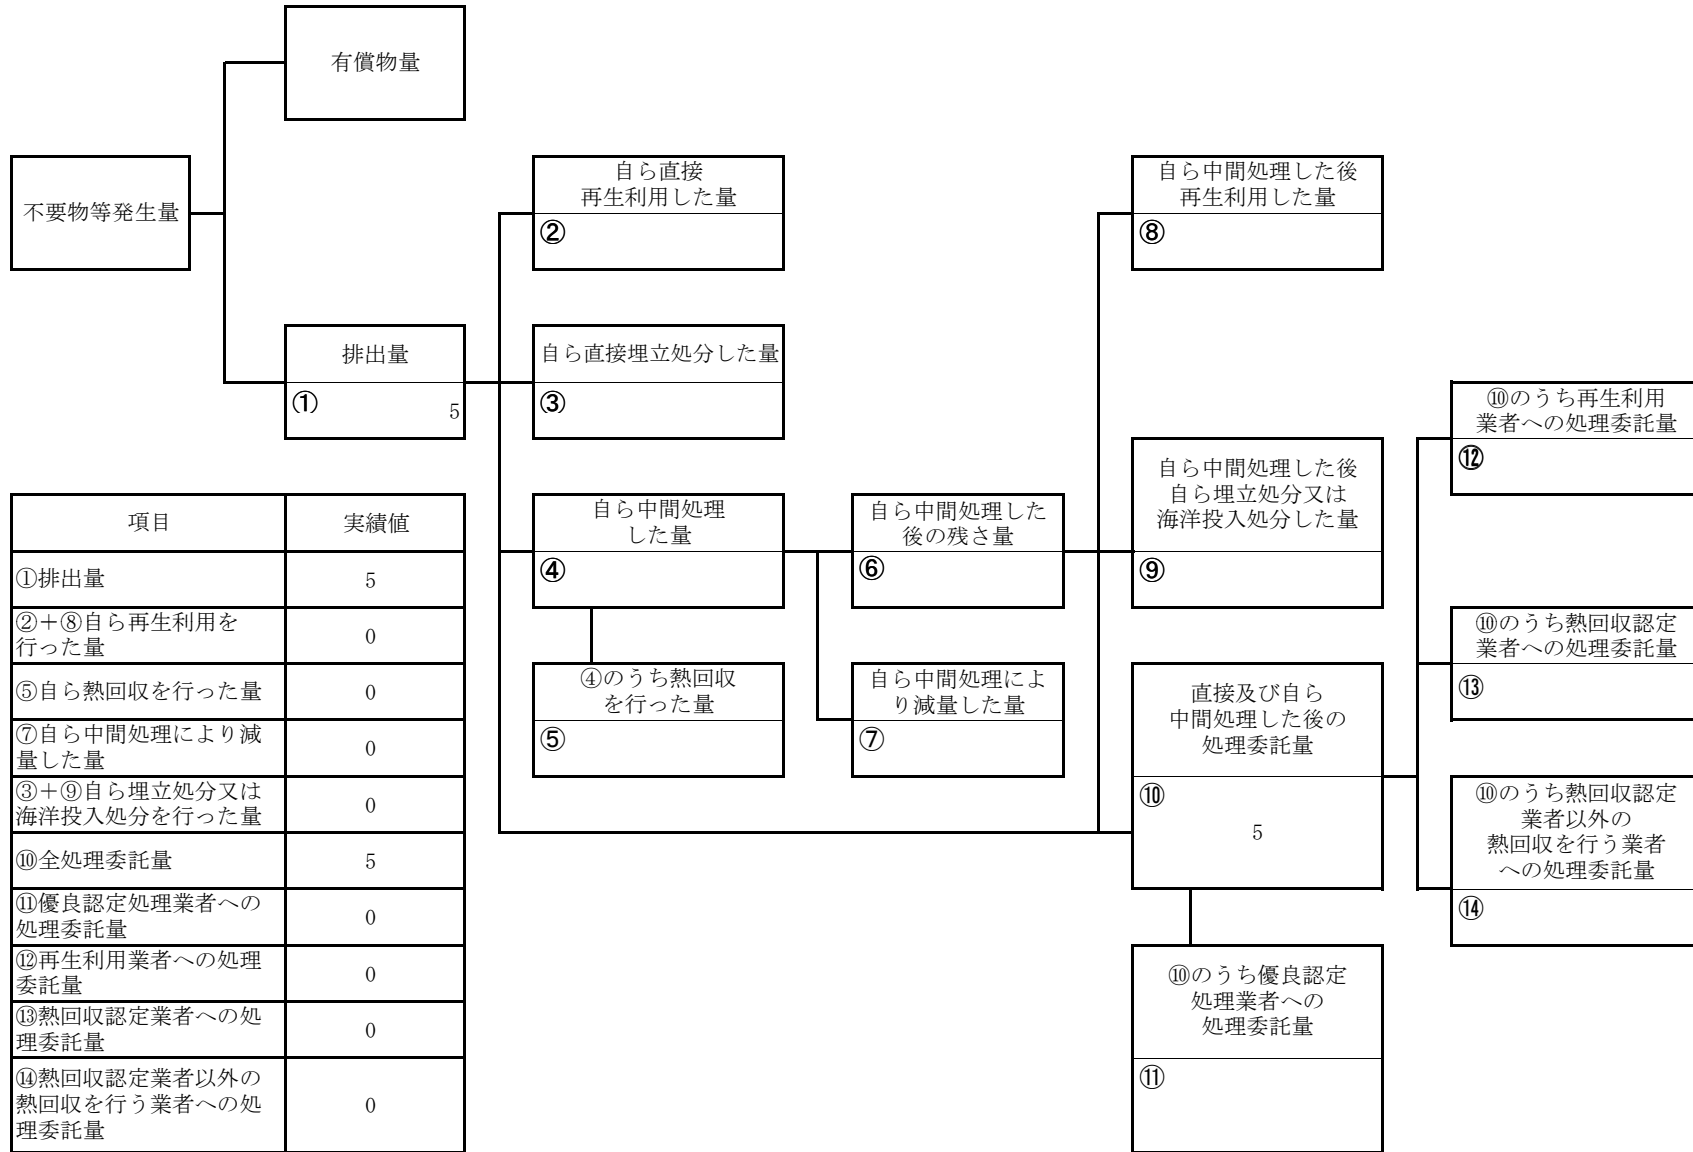 有償物量
不要物等発生量
自ら直接
再生利用した量
②
自ら中間処理した後
再生利用した量
⑧
排出量
①
5
自ら直接埋立処分した量
③
⑩のうち再生利用
業者への処理委託量
⑫
自ら中間処理
した量
④
自ら中間処理した
後の残さ量
⑥
自ら中間処理した後
自ら埋立処分又は
海洋投入処分した量
⑨
⑩のうち熱回収認定
業者への処理委託量
⑬
④のうち熱回収
を行った量
⑤
自ら中間処理によ
り減量した量
⑦
直接及び自ら
中間処理した後の
処理委託量
⑩
5
⑩のうち熱回収認定
業者以外の
熱回収を行う業者
への処理委託量
⑭
⑩のうち優良認定
処理業者への
処理委託量
⑪
項目 実績値
①排出量 5
②＋⑧自ら再生利用を
行った量 0
⑤自ら熱回収を行った量 0
⑦自ら中間処理により減
量した量 0
③＋⑨自ら埋立処分又は
海洋投入処分を行った量 0
⑩全処理委託量 5
⑪優良認定処理業者への
処理委託量 0
⑫再生利用業者への処理
委託量 0
⑬熱回収認定業者への処
理委託量 0
⑭熱回収認定業者以外の
熱回収を行う業者への処
理委託量 0